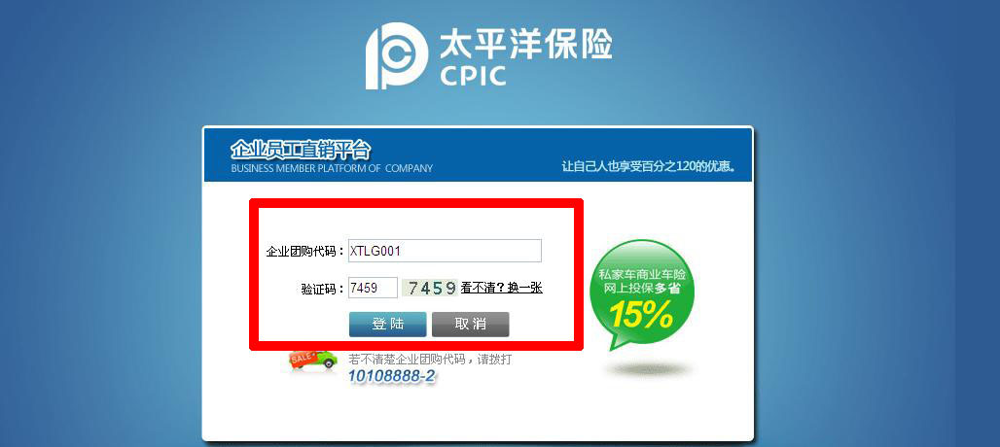 太平洋保险
CPIC
企业员工直销平台
BUSINESS MEMBER PLATFORM OF COMPANY
让自己人也享受百分之120的优惠。
企业团购代码：XTLG001
验证码：7459 7459 看不清？换一张
登陆 取消
私家车商业车险
网上投保多省
15%
SALE
若不清楚企业团购代码，请拨打
10108888-2